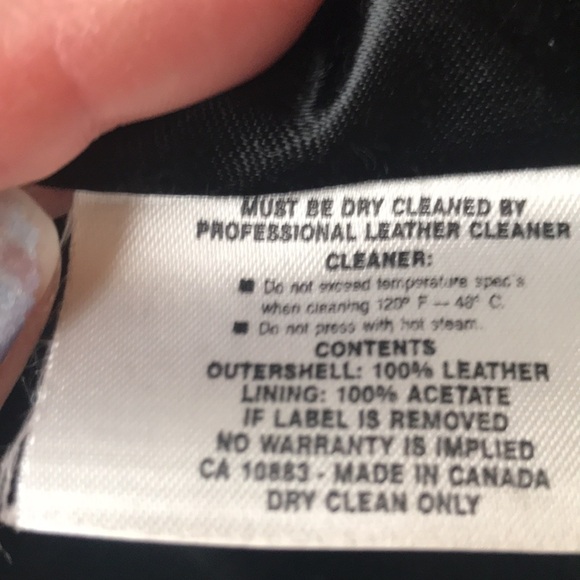 MUST BE DRY CLEANED BY
PROFESSIONAL LEATHER CLEANER
CLEANER:
■ Do not exceed temperature spec's
when cleaning 120° F -- 48° C.
■ Do not press with hot steam.
CONTENTS
OUTERSHELL: 100% LEATHER
LINING: 100% ACETATE
IF LABEL IS REMOVED
NO WARRANTY IS IMPLIED
CA 10883 - MADE IN CANADA
DRY CLEAN ONLY